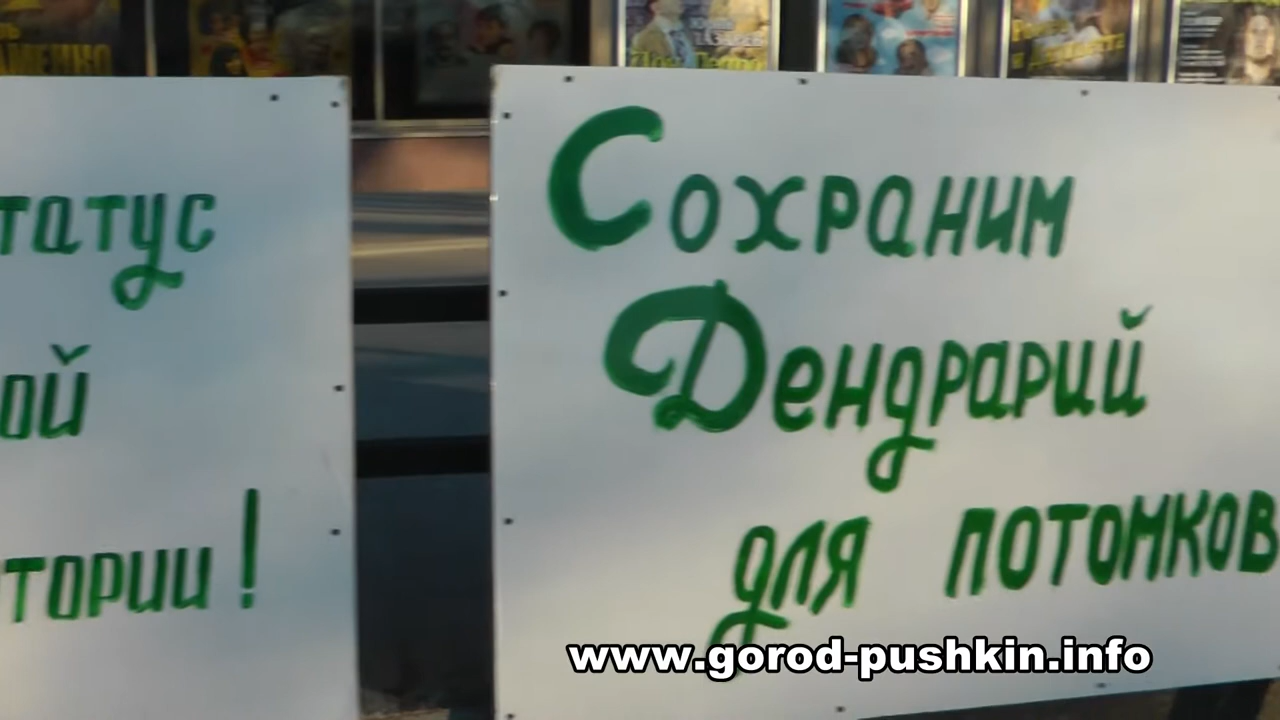 татус
ой
тории!
Сохраним
Дендрарий
для потомков
www.gorod-pushkin.info